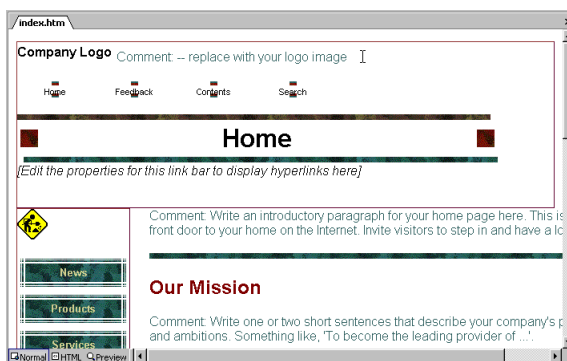 index.htm
Company Logo Comment: -- replace with your logo image
Home Feedback Contents Search
Home
[Edit the properties for this link bar to display hyperlinks here]
Comment: Write an introductory paragraph for your home page here. This is
front door to your home on the Internet. Invite visitors to step in and have a lo
News
Our Mission
Products
Comment: Write one or two short sentences that describe your company's p
and ambitions. Something like, 'To become the leading provider of ...'.
Services
Normal HTML Preview